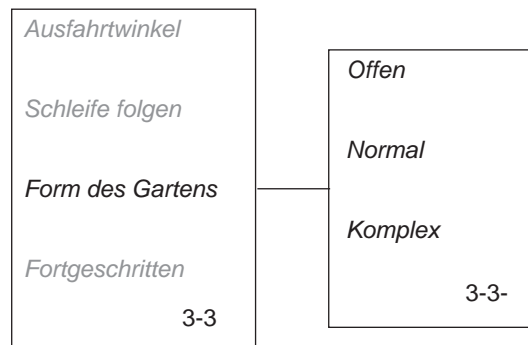 Ausfahrtwinkel
Schleife folgen
Form des Gartens
Fortgeschritten
3-3
Offen
Normal
Komplex
3-3-